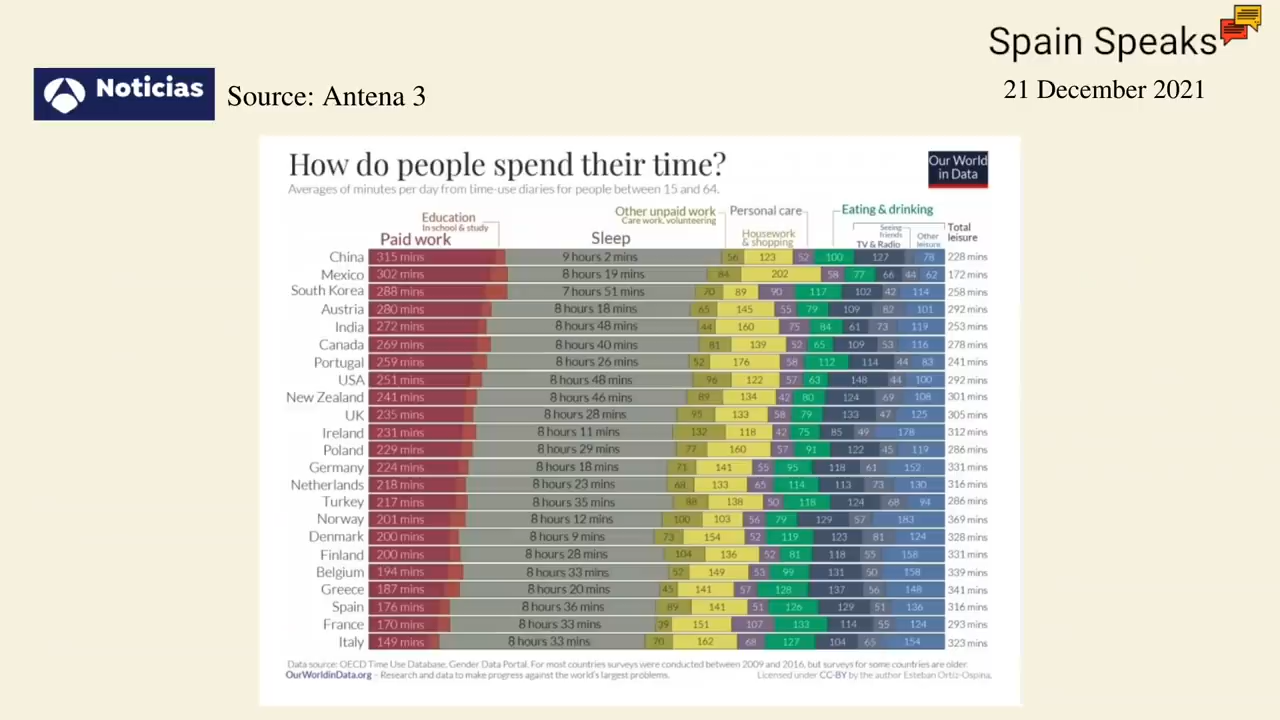 Spain Speaks
21 December 2021
Noticias
Source: Antena 3
How do people spend their time?
Our World
in Data
Averages of minutes per day from time-use diaries for people between 15 and 64.
Education
In school & study
Paid work
Sleep
Other unpaid work
Care work, volunteering
Housework
& shopping
Personal care
Eating & drinking
TV & Radio
Seeing
friends
Other
leisure
Total
leisure
China 315 mins 9 hours 2 mins 56 123 52 100 127 78 228 mins
Mexico 302 mins 8 hours 19 mins 84 202 58 77 66 44 62 172 mins
South Korea 288 mins 7 hours 51 mins 70 89 90 117 102 42 114 258 mins
Austria 280 mins 8 hours 18 mins 65 145 55 79 109 82 101 292 mins
India 272 mins 8 hours 48 mins 44 160 75 84 61 73 119 253 mins
Canada 269 mins 8 hours 40 mins 81 139 52 65 109 53 116 278 mins
Portugal 259 mins 8 hours 26 mins 52 176 58 112 114 44 83 241 mins
USA 251 mins 8 hours 48 mins 96 122 57 63 148 44 100 292 mins
New Zealand 241 mins 8 hours 46 mins 89 134 42 80 124 69 108 301 mins
UK 235 mins 8 hours 28 mins 95 133 58 79 133 47 125 305 mins
Ireland 231 mins 8 hours 11 mins 132 118 42 75 85 49 178 312 mins
Poland 229 mins 8 hours 29 mins 77 160 57 91 122 45 119 286 mins
Germany 224 mins 8 hours 18 mins 71 141 55 95 118 61 152 331 mins
Netherlands 218 mins 8 hours 23 mins 68 133 65 114 113 73 130 316 mins
Turkey 217 mins 8 hours 35 mins 88 138 50 118 124 68 94 286 mins
Norway 201 mins 8 hours 12 mins 100 103 56 79 129 57 183 369 mins
Denmark 200 mins 8 hours 9 mins 73 154 52 119 123 81 124 328 mins
Finland 200 mins 8 hours 28 mins 104 136 52 81 118 55 158 331 mins
Belgium 194 mins 8 hours 33 mins 52 149 53 99 131 50 158 339 mins
Greece 187 mins 8 hours 20 mins 45 141 57 128 137 56 148 341 mins
Spain 176 mins 8 hours 36 mins 89 141 51 126 129 51 136 316 mins
France 170 mins 8 hours 33 mins 151 107 133 114 55 124 293 mins
Italy 149 mins 8 hours 33 mins 70 162 68 127 104 65 154 323 mins
Data source: OECD Time Use Database, Gender Data Portal. For most countries surveys were conducted between 2009 and 2016, but surveys for some countries are older.
OurWorldinData.org – Research and data to make progress against the world's largest problems.
Licensed under CC-BY by the author Esteban Ortiz-Ospina.